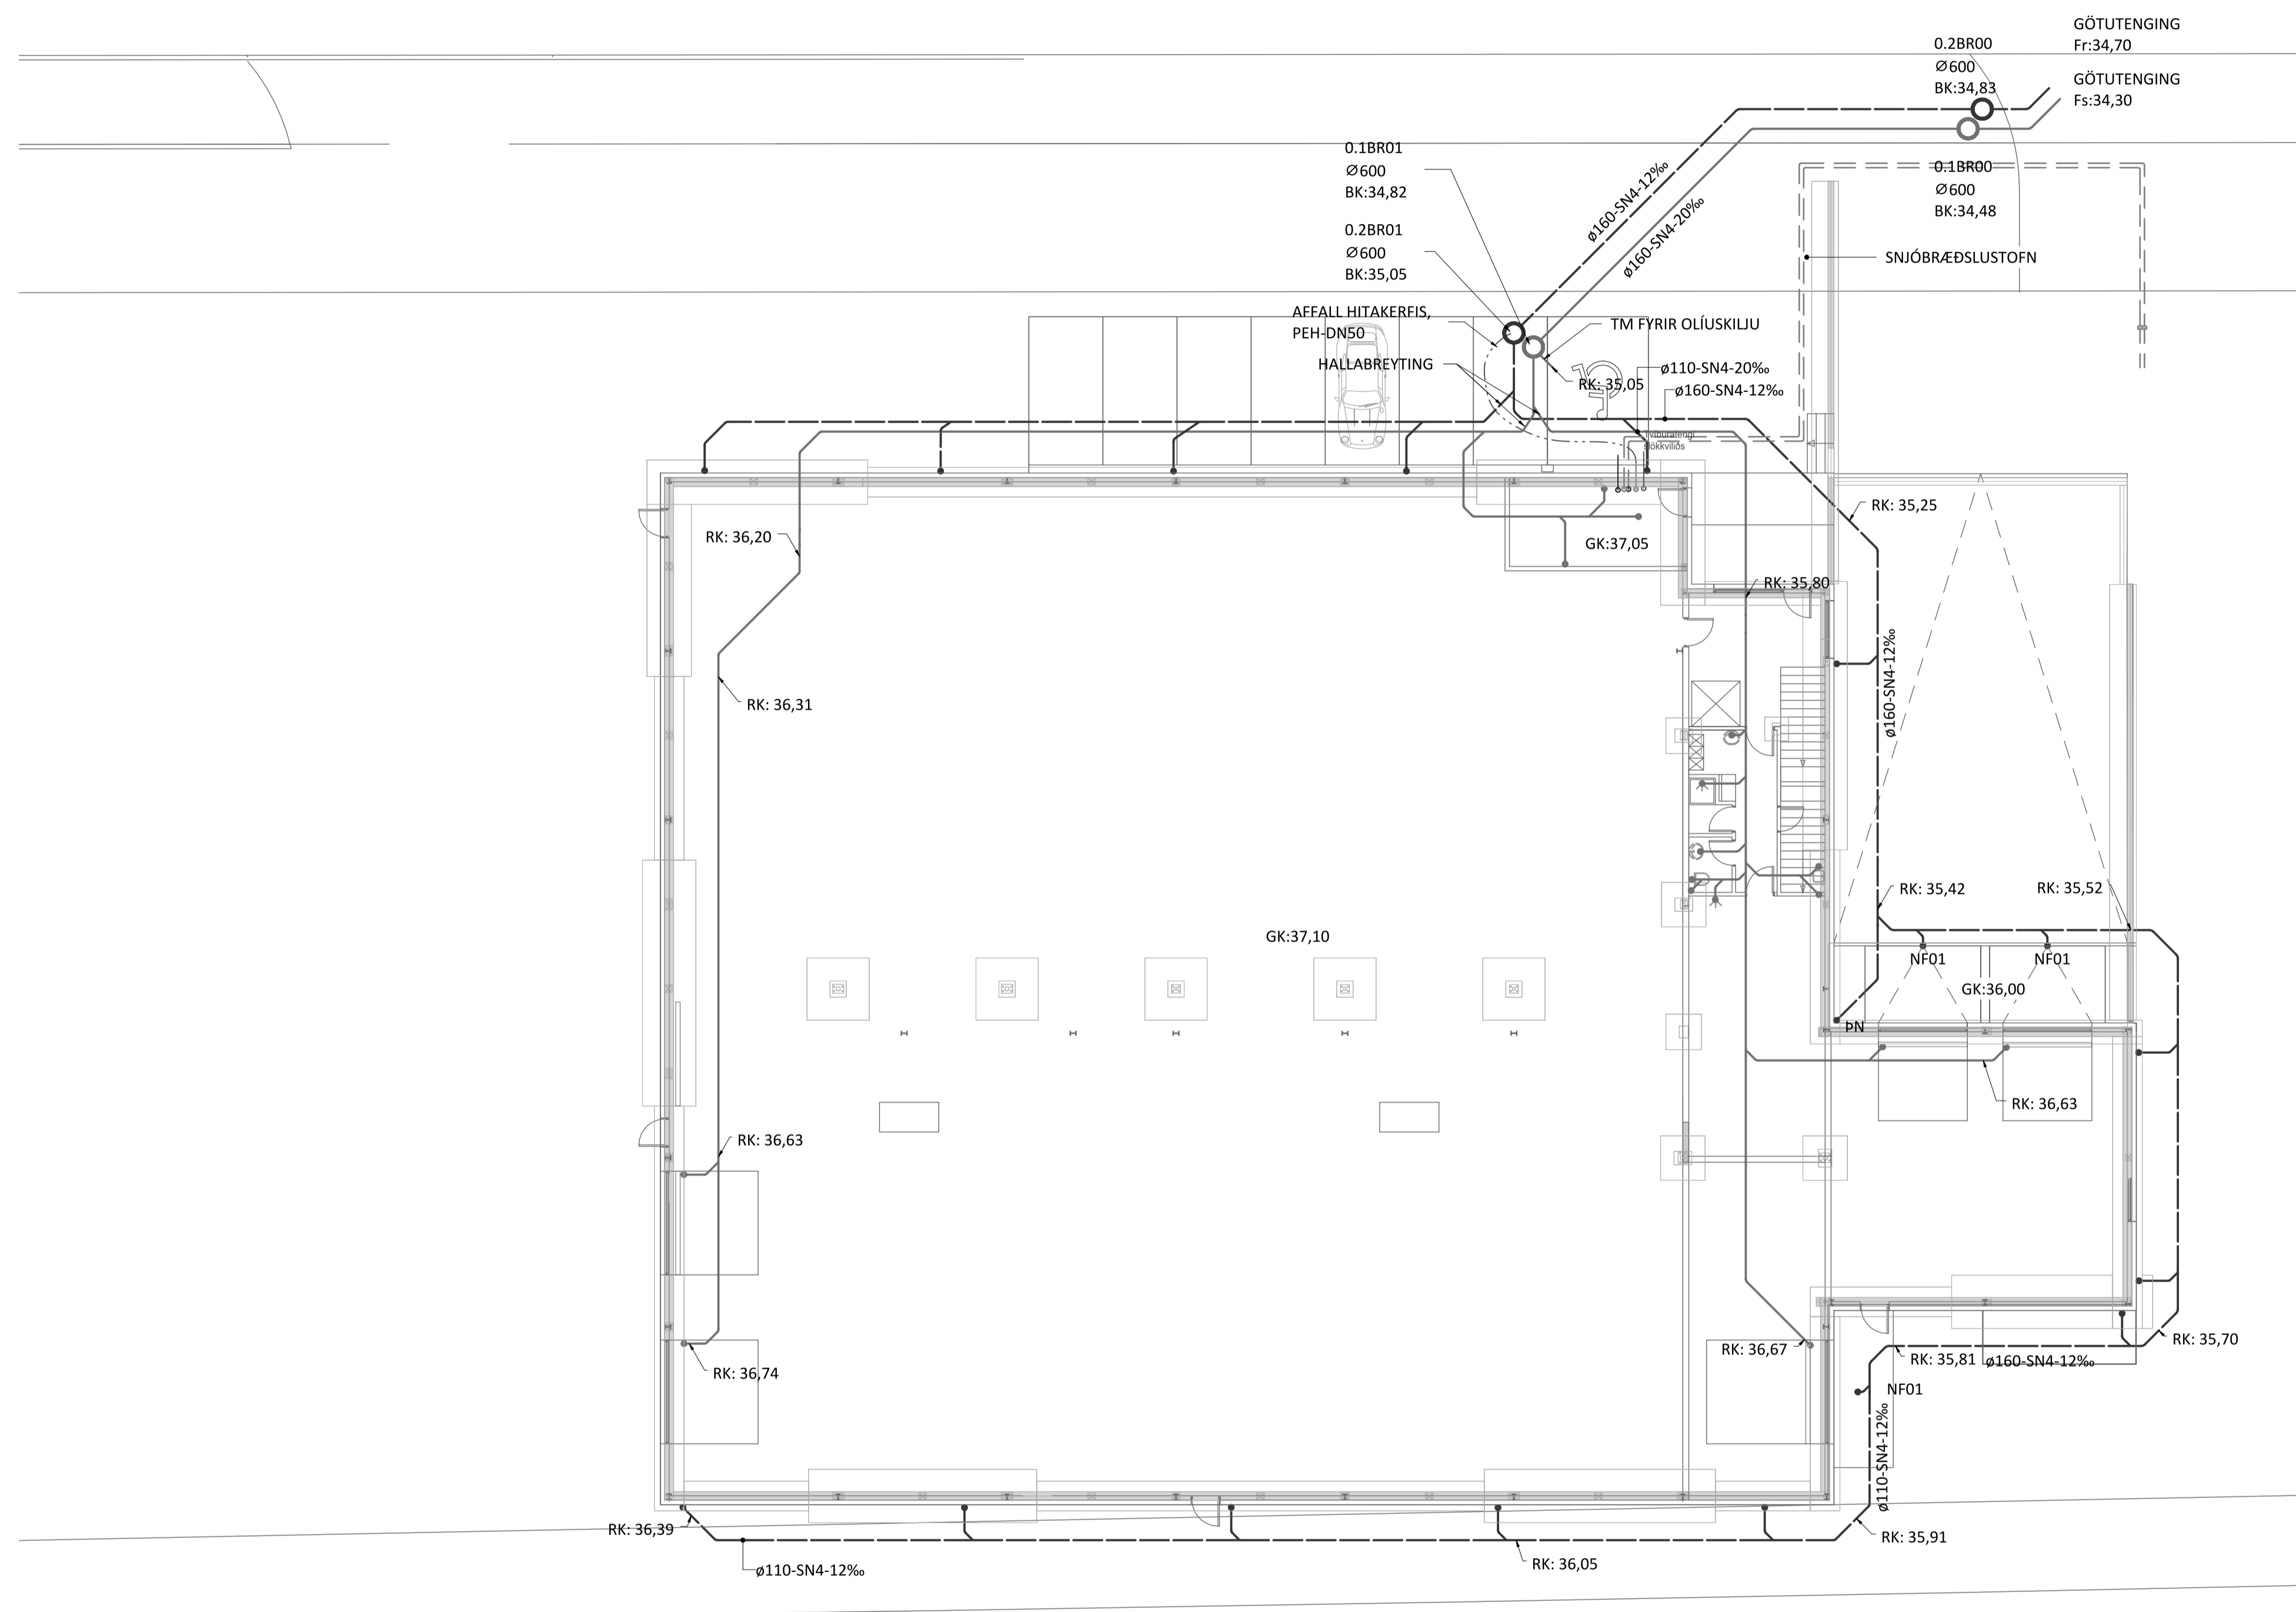 GÖTUTENGING
Fr:34,70
0.2BR00
Ø600
BK:34,83
GÖTUTENGING
Fs:34,30
0.1BR01
Ø600
BK:34,82
0.1BR00
Ø600
BK:34,48
ø160-SN4-12‰
ø160-SN4-20‰
0.2BR01
Ø600
BK:35,05
SNJÓBRÆÐSLUSTOFN
AFFALL HITAKERFIS,
PEH-DN50
TM FYRIR OLÍUSKILJU
HALLABREYTING
ø110-SN4-20‰
RK: 35,05
ø160-SN4-12‰
RK: 35,25
RK: 36,20
GK:37,05
RK: 35,80
ø160-SN4-12‰
RK: 36,31
RK: 35,42
RK: 35,52
GK:37,10
NF01
NF01
GK:36,00
ÞN
RK: 36,63
RK: 36,63
RK: 35,70
RK: 36,67
RK: 35,81
ø160-SN4-12‰
RK: 36,74
NF01
ø110-SN4-12‰
RK: 36,39
RK: 35,91
RK: 36,05
ø110-SN4-12‰